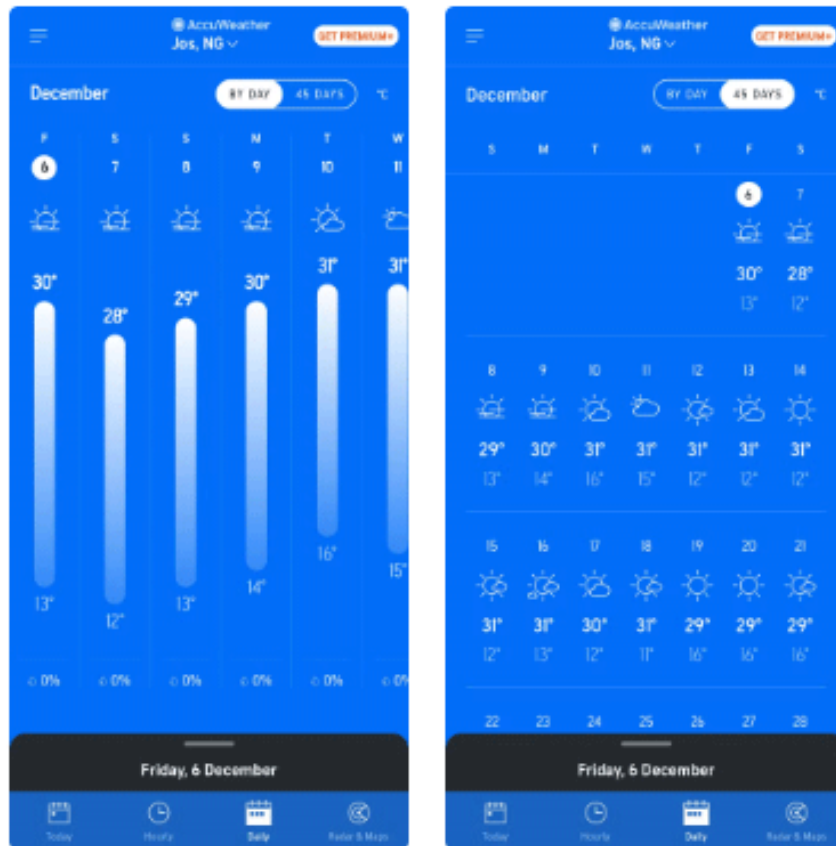 AccuWeather
Jos, NG
GET PREMIUM+
December
BY DAY 45 DAYS °C
F S S M T W
6 7 8 9 10 11
30° 28° 29° 30° 31° 31°
13° 12° 13° 14° 16° 15°
0% 0% 0% 0% 0% 0%
Friday, 6 December
Today Hourly Daily Radar & Maps
AccuWeather
Jos, NG
GET PREMIUM+
December
BY DAY 45 DAYS °C
S M T W T F S
6 7
30° 28°
13° 12°
8 9 10 11 12 13 14
29° 30° 31° 31° 31° 31° 31°
13° 14° 16° 15° 12° 12° 12°
15 16 17 18 19 20 21
31° 31° 30° 31° 29° 29° 29°
12° 13° 12° 11° 16° 16° 16°
22 23 24 25 26 27 28
Friday, 6 December
Today Hourly Daily Radar & Maps